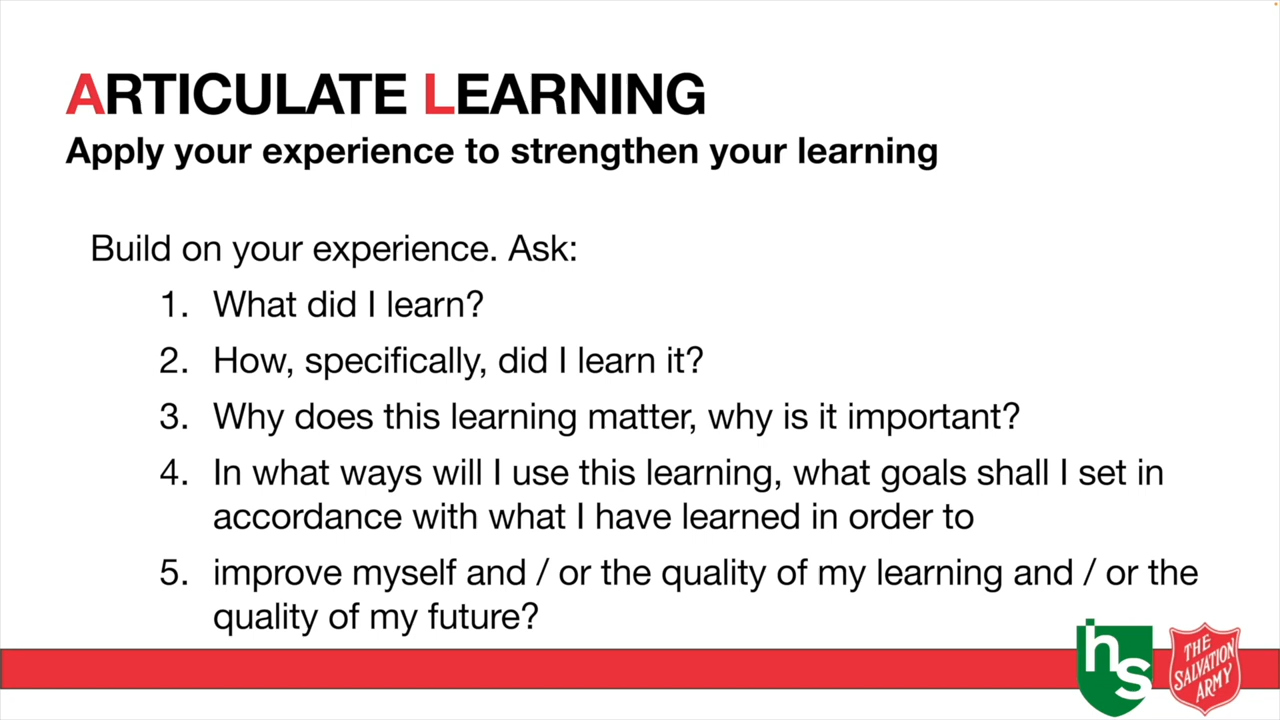 ARTICULATE LEARNING
Apply your experience to strengthen your learning
Build on your experience. Ask:
1. What did I learn?
2. How, specifically, did I learn it?
3. Why does this learning matter, why is it important?
4. In what ways will I use this learning, what goals shall I set in
accordance with what I have learned in order to
5. improve myself and / or the quality of my learning and / or the
quality of my future?
hs
THE
SALVATION
ARMY